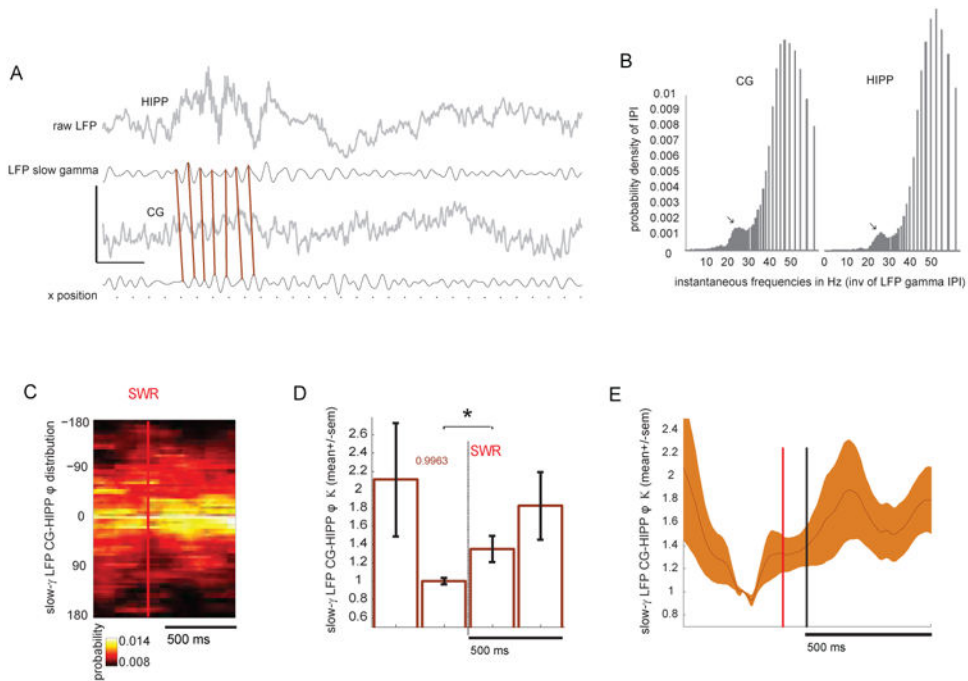 A
HIPP
raw LFP
LFP slow gamma
CG
x position
B
CG
HIPP
probability density of IPI
0.01
0.009
0.008
0.007
0.006
0.005
0.004
0.003
0.002
0.001
0
10 20 30 40 50
10 20 30 40 50
instantaneous frequencies in Hz (inv of LFP gamma IPI)
C
SWR
slow-γ LFP CG-HIPP φ distribution
−180
−90
0
90
180
probability
0.014
0.008
500 ms
D
slow-γ LFP CG-HIPP φ K (mean+/-sem)
2.6
2.4
2.2
2
1.8
1.6
1.4
1.2
1
0.8
0.6
*
SWR
0.9963
500 ms
E
slow-γ LFP CG-HIPP φ K (mean+/-sem)
2.4
2.2
2
1.8
1.6
1.4
1.2
1
0.8
500 ms